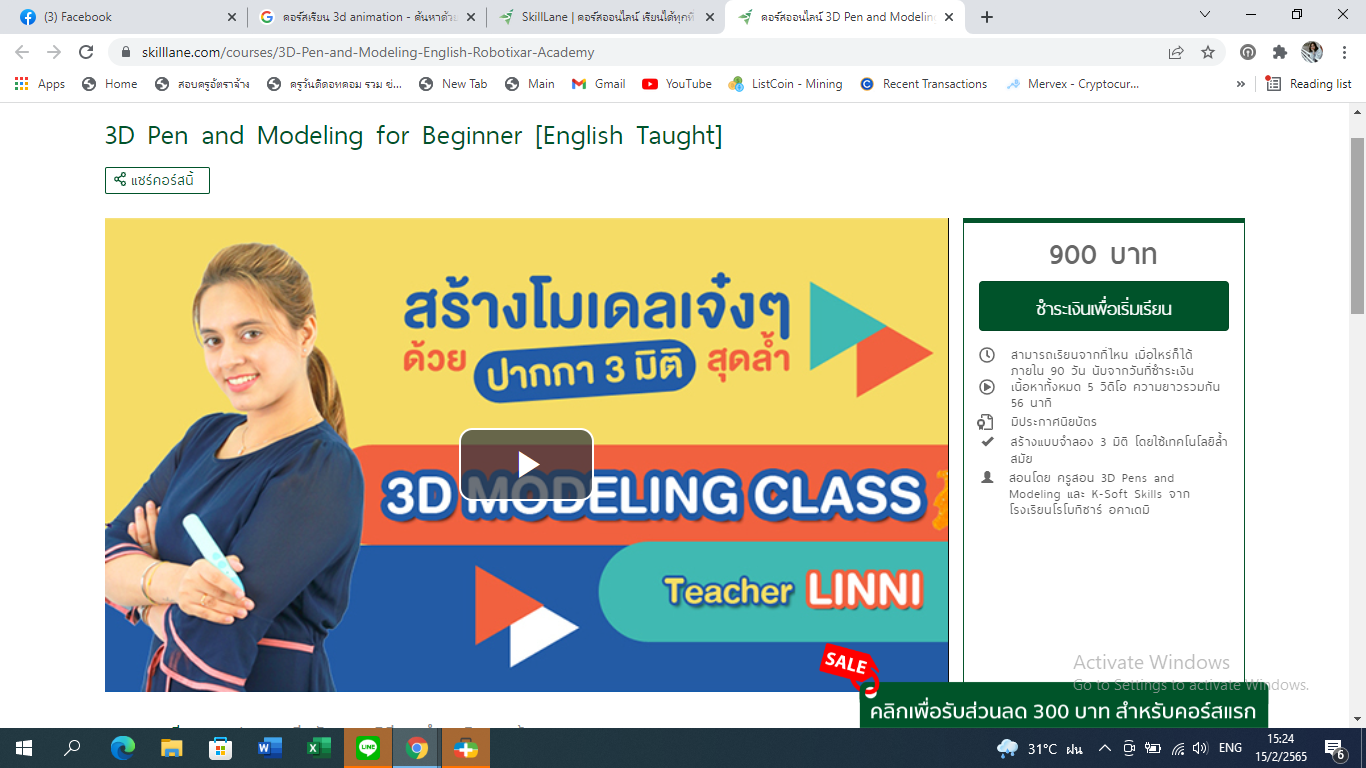 (3) Facebook
คอร์สเรียน 3d animation - ค้นหาด้วย
SkillLane | คอร์สออนไลน์ เรียนได้ทุกที่
คอร์สออนไลน์ 3D Pen and Modeling
skilllane.com/courses/3D-Pen-and-Modeling-English-Robotixar-Academy
Apps Home สอบครูอัตราจ้าง ครูวันดีดอทคอม รวม ข่... New Tab Main Gmail YouTube ListCoin - Mining Recent Transactions Mervex - Cryptocur... » Reading list
3D Pen and Modeling for Beginner [English Taught]
แชร์คอร์สนี้
สร้างโมเดลเจ๋งๆ
ด้วย ปากกา 3 มิติ สุดล้ำ
3D MODELING CLASS
Teacher LINNI
900 บาท
ชำระเงินเพื่อเริ่มเรียน
สามารถเรียนจากที่ไหน เมื่อไหร่ก็ได้
ภายใน 90 วัน นับจากวันที่ชำระเงิน
เนื้อหาทั้งหมด 5 วิดีโอ ความยาวรวมกัน
56 นาที
มีประกาศนียบัตร
สร้างแบบจำลอง 3 มิติ โดยใช้เทคโนโลยีล้ำ
สมัย
สอนโดย ครูสอน 3D Pens and
Modeling และ K-Soft Skills จาก
โรงเรียนโรโบทิซาร์ อคาเดมี
Activate Windows
Go to Settings to activate Windows.
SALE
คลิกเพื่อรับส่วนลด 300 บาท สำหรับคอร์สแรก
LINE
31°C ฝน
ENG
15:24
15/2/2565
6